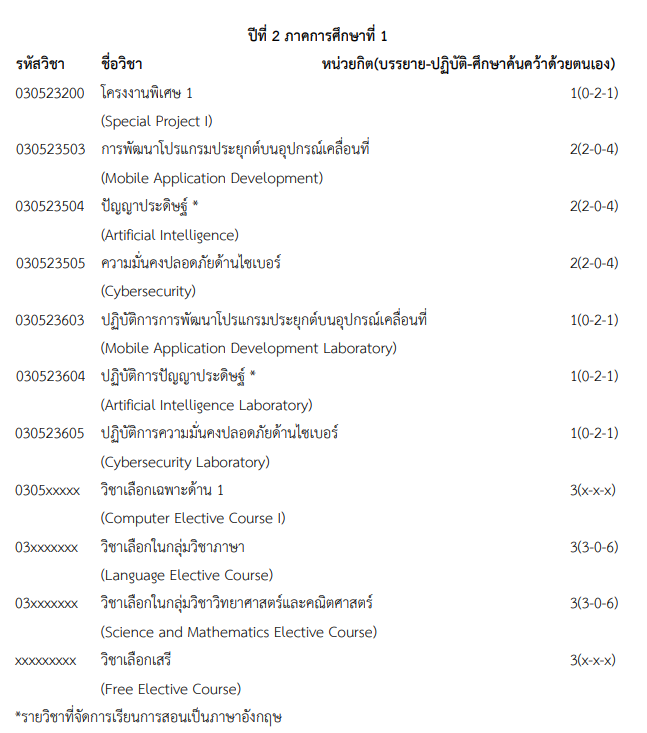 ปีที่ 2 ภาคการศึกษาที่ 1
รหัสวิชา ชื่อวิชา หน่วยกิต(บรรยาย-ปฏิบัติ-ศึกษาค้นคว้าด้วยตนเอง)
030523200 โครงงานพิเศษ 1 1(0-2-1)
(Special Project I)
030523503 การพัฒนาโปรแกรมประยุกต์บนอุปกรณ์เคลื่อนที่ 2(2-0-4)
(Mobile Application Development)
030523504 ปัญญาประดิษฐ์ * 2(2-0-4)
(Artificial Intelligence)
030523505 ความมั่นคงปลอดภัยด้านไซเบอร์ 2(2-0-4)
(Cybersecurity)
030523603 ปฏิบัติการการพัฒนาโปรแกรมประยุกต์บนอุปกรณ์เคลื่อนที่ 1(0-2-1)
(Mobile Application Development Laboratory)
030523604 ปฏิบัติการปัญญาประดิษฐ์ * 1(0-2-1)
(Artificial Intelligence Laboratory)
030523605 ปฏิบัติการความมั่นคงปลอดภัยด้านไซเบอร์ 1(0-2-1)
(Cybersecurity Laboratory)
0305xxxxx วิชาเลือกเฉพาะด้าน 1 3(x-x-x)
(Computer Elective Course I)
03xxxxxxx วิชาเลือกในกลุ่มวิชาภาษา 3(3-0-6)
(Language Elective Course)
03xxxxxxx วิชาเลือกในกลุ่มวิชาวิทยาศาสตร์และคณิตศาสตร์ 3(3-0-6)
(Science and Mathematics Elective Course)
xxxxxxxxx วิชาเลือกเสรี 3(x-x-x)
(Free Elective Course)
*รายวิชาที่จัดการเรียนการสอนเป็นภาษาอังกฤษ